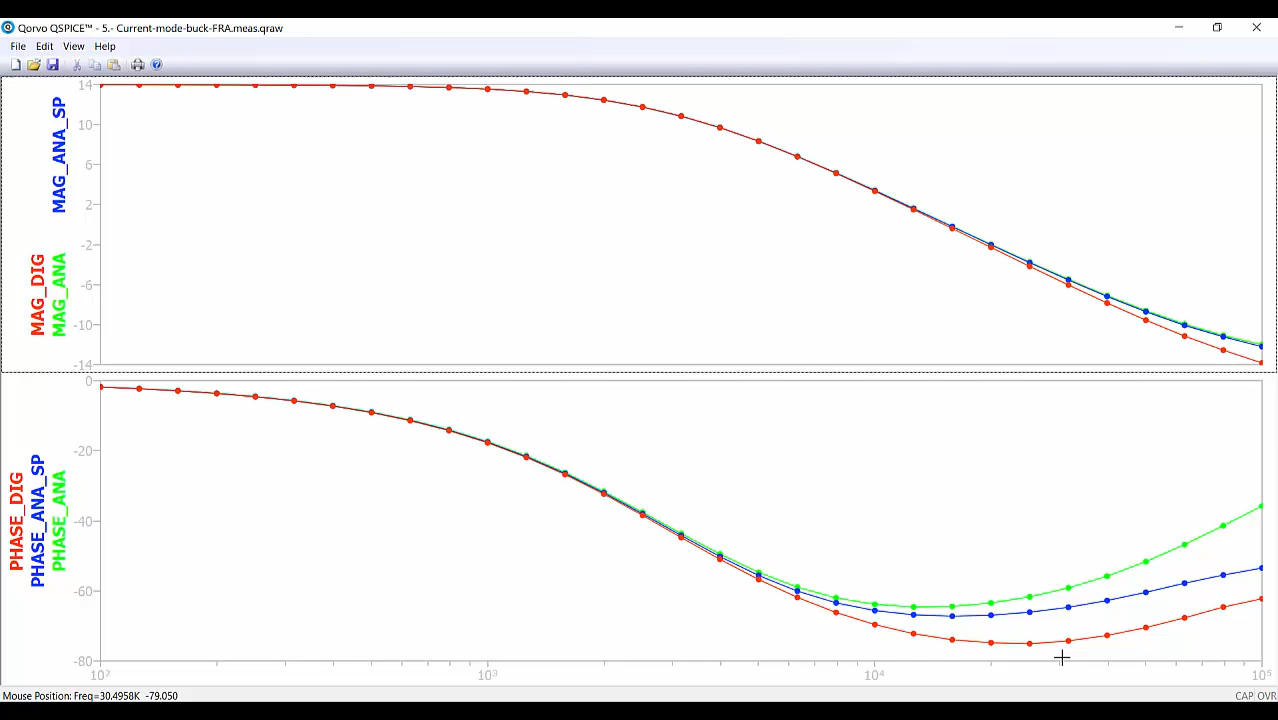 Qorvo QSPICE™ - 5.- Current-mode-buck-FRA.meas.qraw
File Edit View Help
MAG_DIG
MAG_ANA_SP
MAG_ANA
14
10
6
2
-2
-6
-10
-14
PHASE_DIG
PHASE_ANA_SP
PHASE_ANA
0
-20
-40
-60
-80
10² 10³ 10⁴ 10⁵
Mouse Position: Freq=30.4958K -79.050 CAP OVR